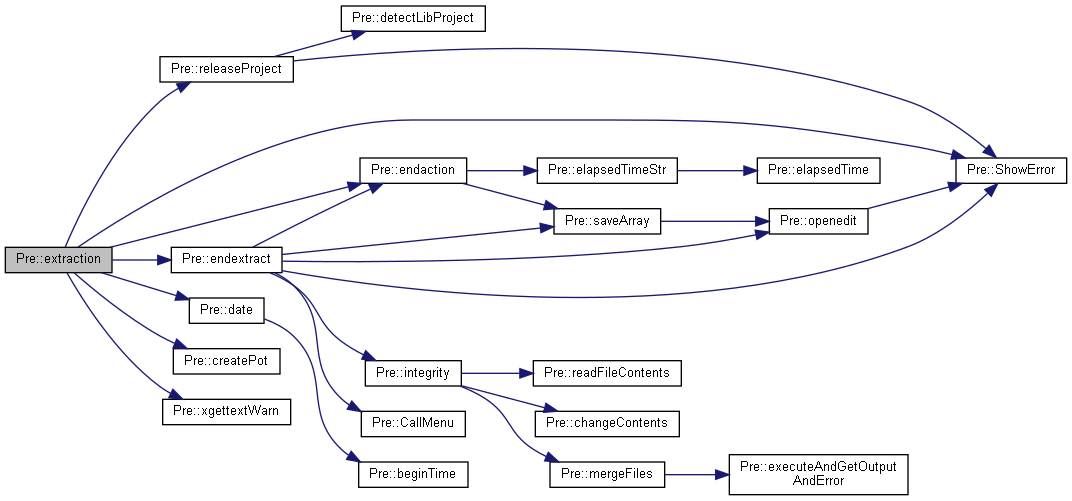 Pre::detectLibProject
Pre::releaseProject
Pre::endaction
Pre::elapsedTimeStr
Pre::elapsedTime
Pre::ShowError
Pre::saveArray
Pre::openedit
Pre::extraction
Pre::endextract
Pre::date
Pre::createPot
Pre::integrity
Pre::readFileContents
Pre::xgettextWarn
Pre::CallMenu
Pre::changeContents
Pre::beginTime
Pre::mergeFiles
Pre::executeAndGetOutput
AndError